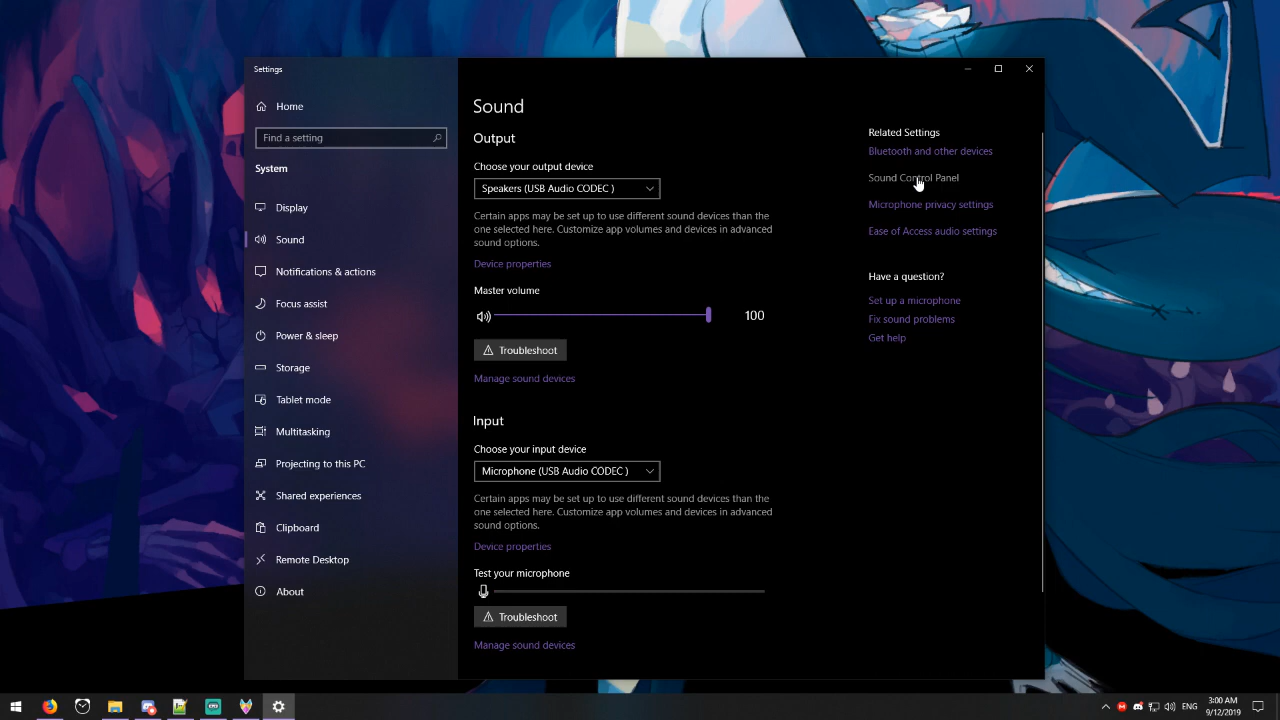 Settings
Home
Find a setting
System
Display
Sound
Notifications & actions
Focus assist
Power & sleep
Storage
Tablet mode
Multitasking
Projecting to this PC
Shared experiences
Clipboard
Remote Desktop
About
Sound
Output
Choose your output device
Speakers (USB Audio CODEC )
Certain apps may be set up to use different sound devices than the
one selected here. Customize app volumes and devices in advanced
sound options.
Device properties
Master volume
100
Troubleshoot
Manage sound devices
Input
Choose your input device
Microphone (USB Audio CODEC )
Certain apps may be set up to use different sound devices than the
one selected here. Customize app volumes and devices in advanced
sound options.
Device properties
Test your microphone
Troubleshoot
Manage sound devices
Related Settings
Bluetooth and other devices
Sound Control Panel
Microphone privacy settings
Ease of Access audio settings
Have a question?
Set up a microphone
Fix sound problems
Get help
ENG
3:00 AM
9/12/2019